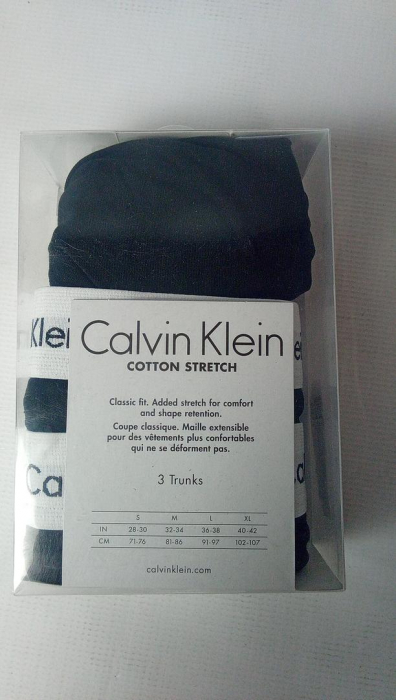 Calvin Klein
COTTON STRETCH
Classic fit. Added stretch for comfort
and shape retention.
Coupe classique. Maille extensible
pour des vêtements plus confortables
qui ne se déforment pas.
3 Trunks
S M L XL
IN 28-30 32-34 36-38 40-42
CM 71-76 81-86 91-97 102-107
calvinklein.com
Klei
Ca